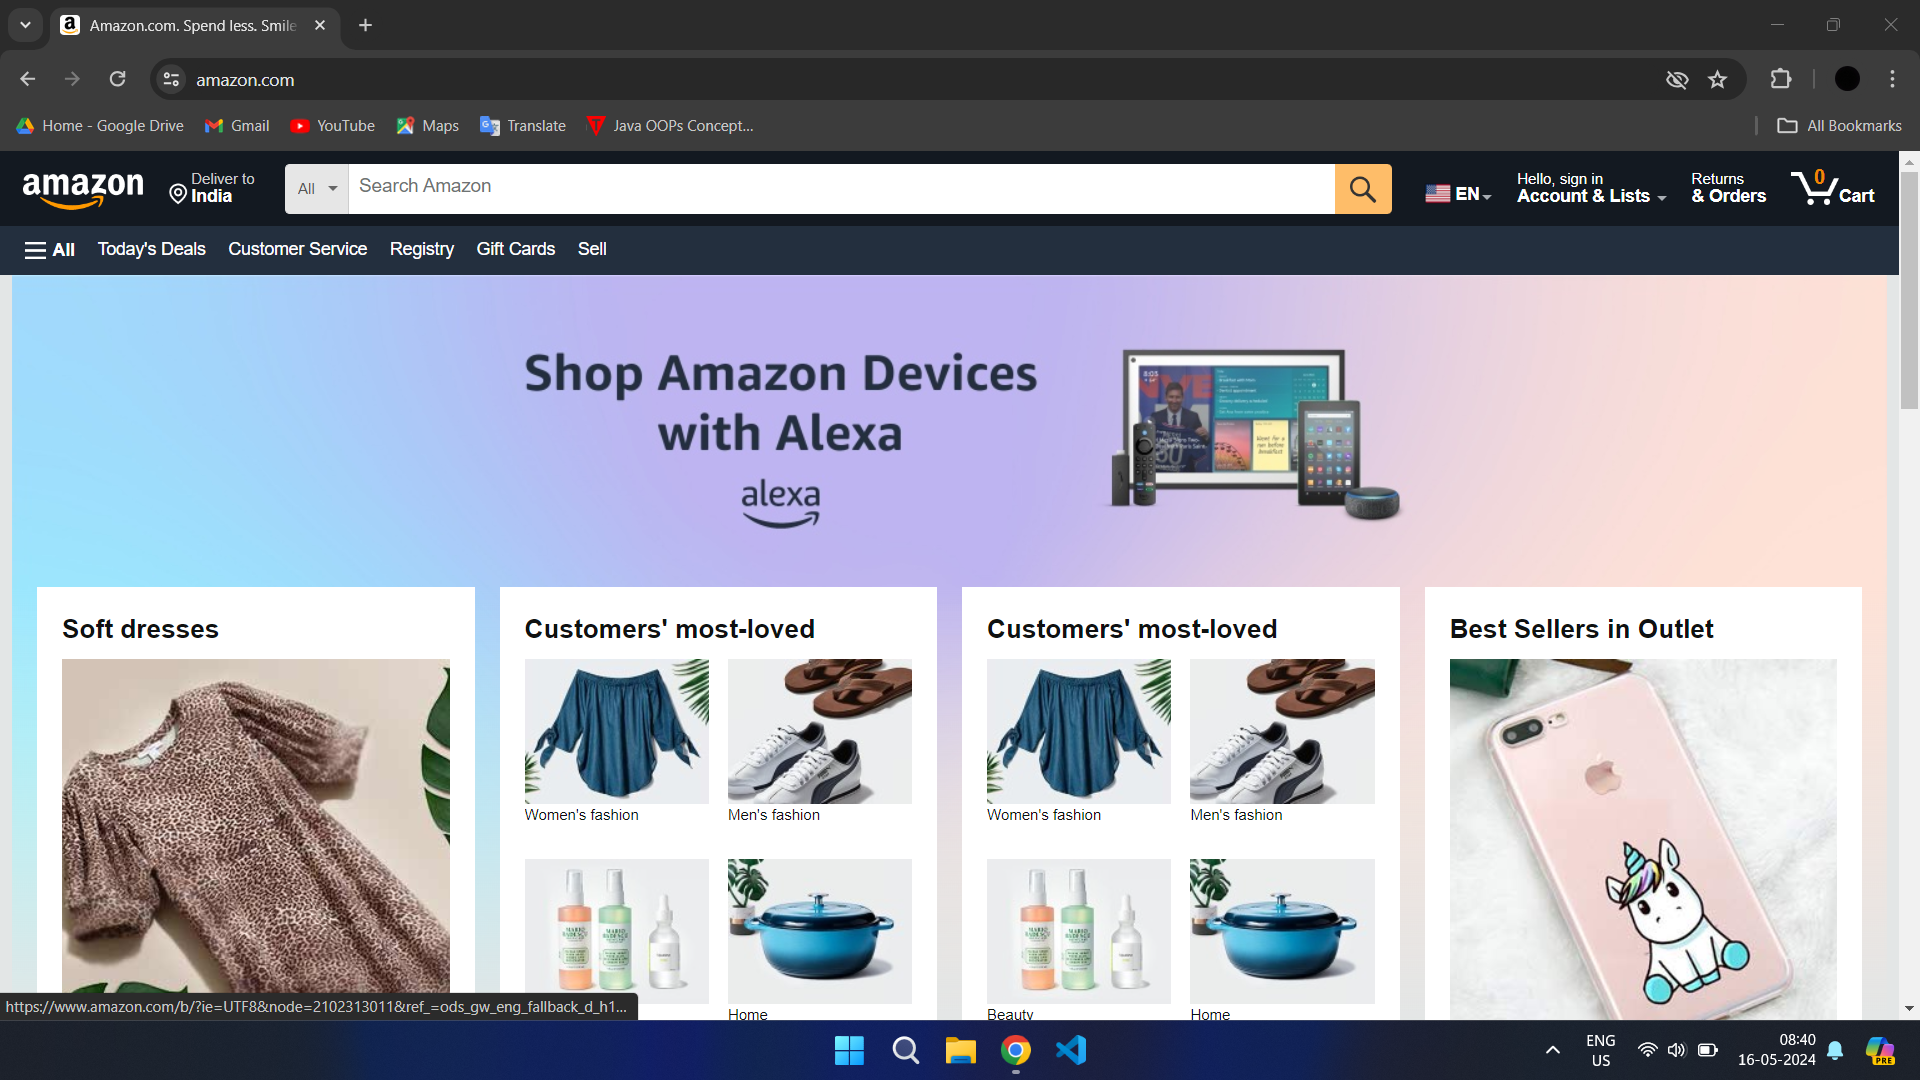 Amazon.com. Spend less. Smile
amazon.com
Home - Google Drive
Gmail
YouTube
Maps
Translate
Java OOPs Concept...
All Bookmarks
amazon
Deliver to
India
All
Search Amazon
EN
Hello, sign in
Account & Lists
Returns
& Orders
0
Cart
All
Today's Deals
Customer Service
Registry
Gift Cards
Sell
Shop Amazon Devices
with Alexa
alexa
Soft dresses
Customers' most-loved
Women's fashion
Men's fashion
Home
Customers' most-loved
Women's fashion
Men's fashion
Beauty
Home
Best Sellers in Outlet
https://www.amazon.com/b/?ie=UTF8&node=2102313011&ref_=ods_gw_eng_fallback_d_h1...
ENG
US
08:40
16-05-2024
PRE